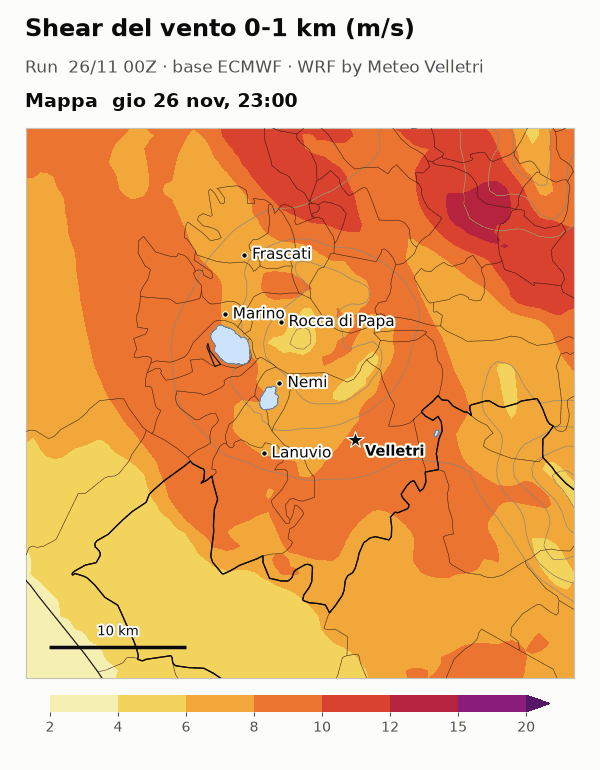 Shear del vento 0-1 km (m/s)
Run 26/11 00Z · base ECMWF · WRF by Meteo Velletri
Mappa gio 26 nov, 23:00
Frascati
Marino
Rocca di Papa
Nemi
Velletri
Lanuvio
10 km
2 4 6 8 10 12 15 20